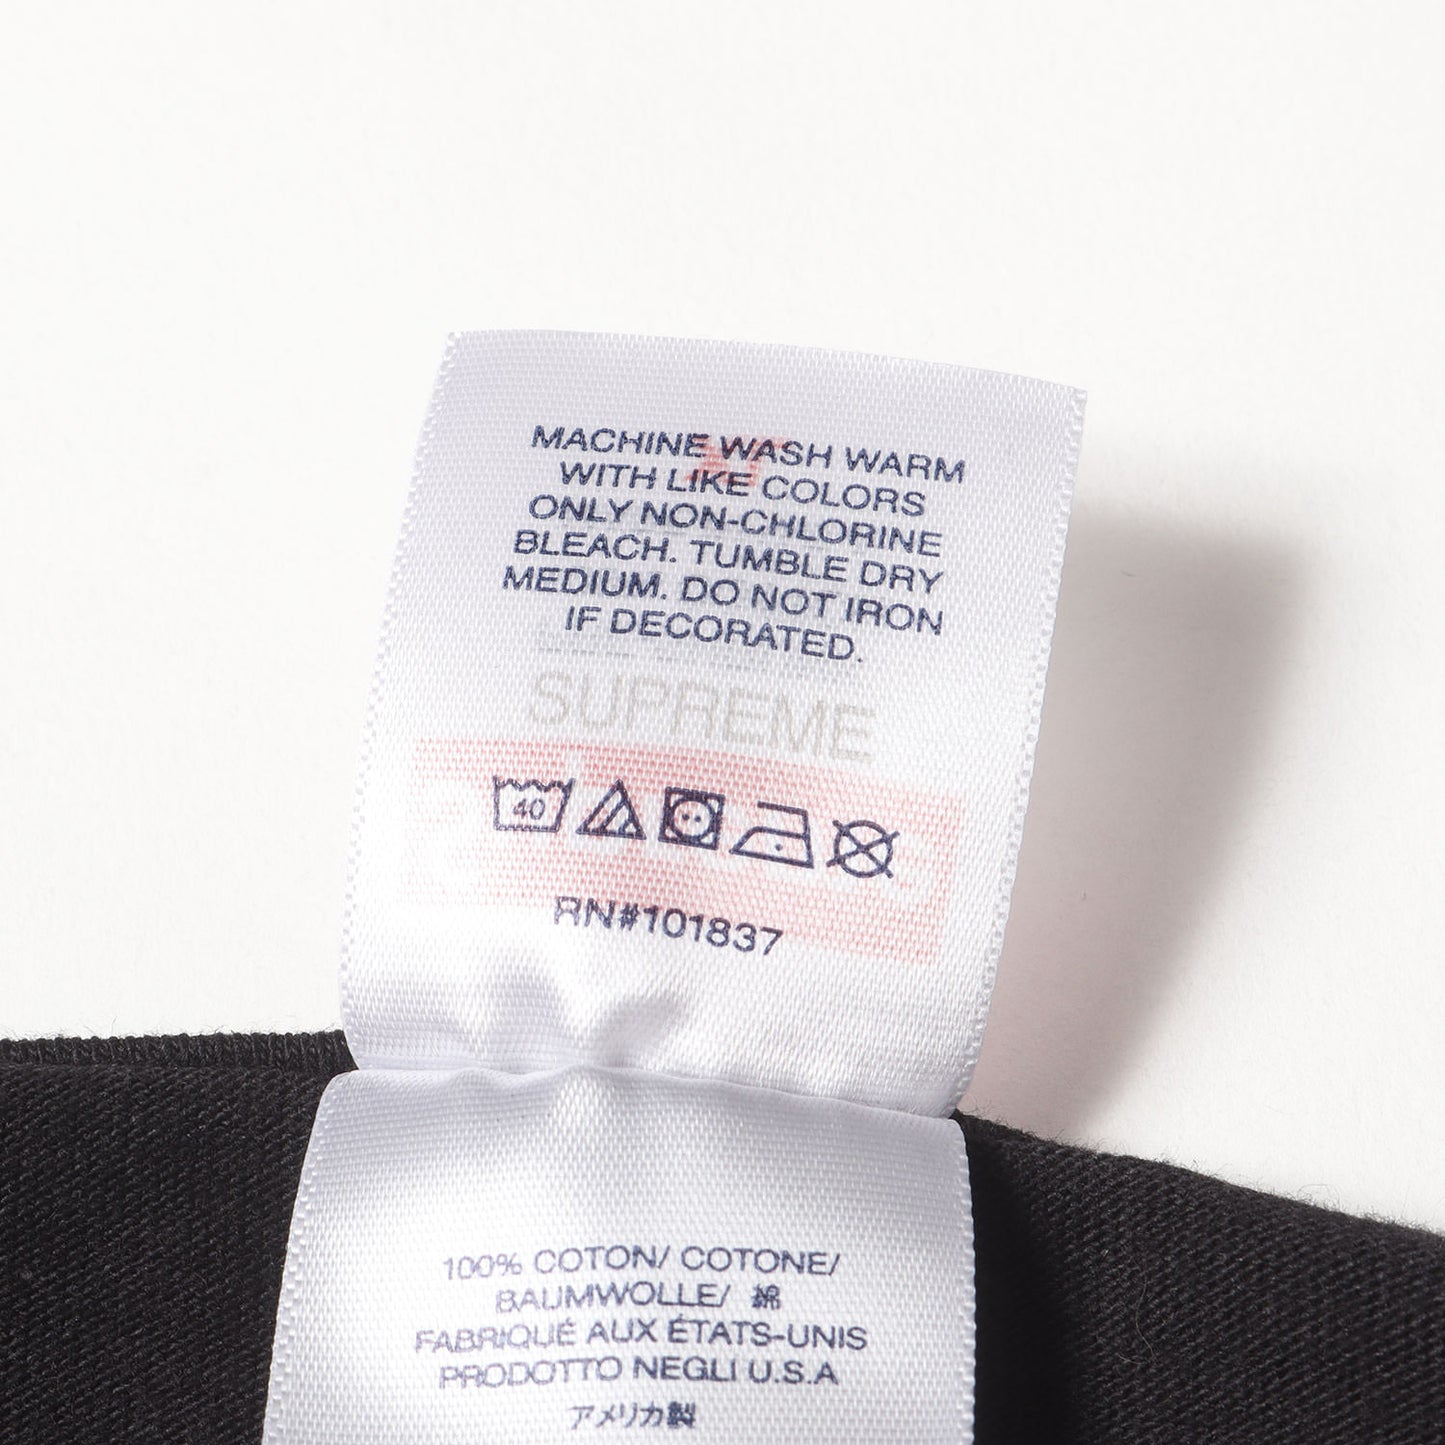 MACHINE WASH WARM
WITH LIKE COLORS
ONLY NON-CHLORINE
BLEACH. TUMBLE DRY
MEDIUM. DO NOT IRON
IF DECORATED.
SUPREME
40
RN#101837
100% COTON/ COTONE/
BAUMWOLLE/ 綿
FABRIQUÉ AUX ÉTATS-UNIS
PRODOTTO NEGLI U.S.A
アメリカ製